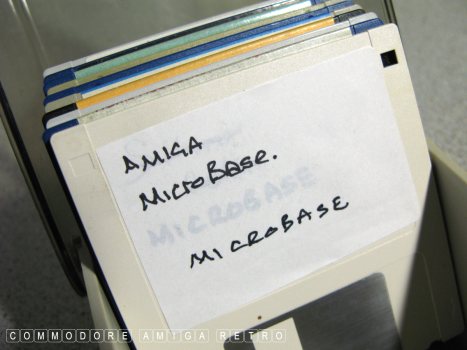 AMIGA
MicroBase.
MICROBASE
MICROBASE
COMMODORE AMIGA RETRO